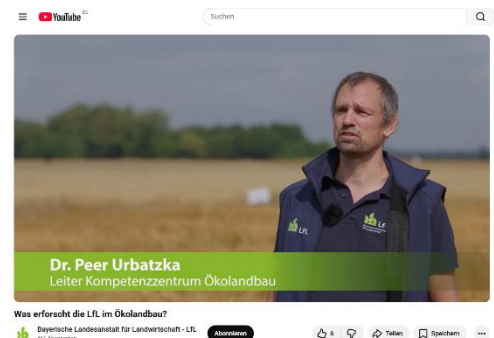 YouTube DE
Suchen
LfL
LfL
Dr. Peer Urbatzka
Leiter Kompetenzzentrum Ökolandbau
Was erforscht die LfL im Ökolandbau?
Bayerische Landesanstalt für Landwirtschaft - LfL
Abonnieren
5
Teilen
Speichern